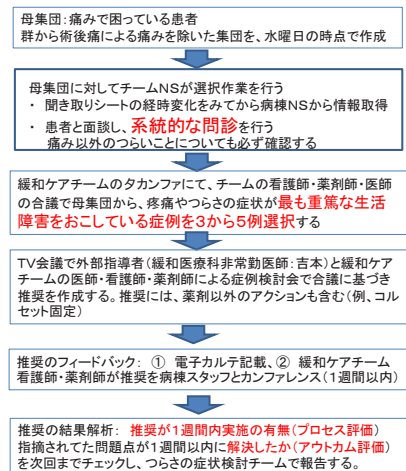 母集団：痛みで困っている患者
群から術後痛による痛みを除いた集団を、水曜日の時点で作成
母集団に対してチームNSが選択作業を行う
・ 聞き取りシートの経時変化をみてから病棟NSから情報取得
・ 患者と面談し、系統的な問診を行う
痛み以外のつらいことについても必ず確認する
緩和ケアチームのタカンファにて、チームの看護師・薬剤師・医師
の合議で母集団から、疼痛やつらさの症状が最も重篤な生活
障害をおこしている症例を3から5例選択する
TV会議で外部指導者（緩和医療科非常勤医師：吉本）と緩和ケア
チームの医師・看護師・薬剤師による症例検討会で合議に基づき
推奨を作成する。推奨には、薬剤以外のアクションも含む（例、コル
セット固定）
推奨のフィードバック： ① 電子カルテ記載、② 緩和ケアチーム
看護師・薬剤師が推奨を病棟スタッフとカンファレンス（1週間以内）
推奨の結果解析： 推奨が1週間内実施の有無（プロセス評価）
指摘されてた問題点が1週間以内に解決したか（アウトカム評価）
を次回までチェックし、つらさの症状検討チームで報告する。